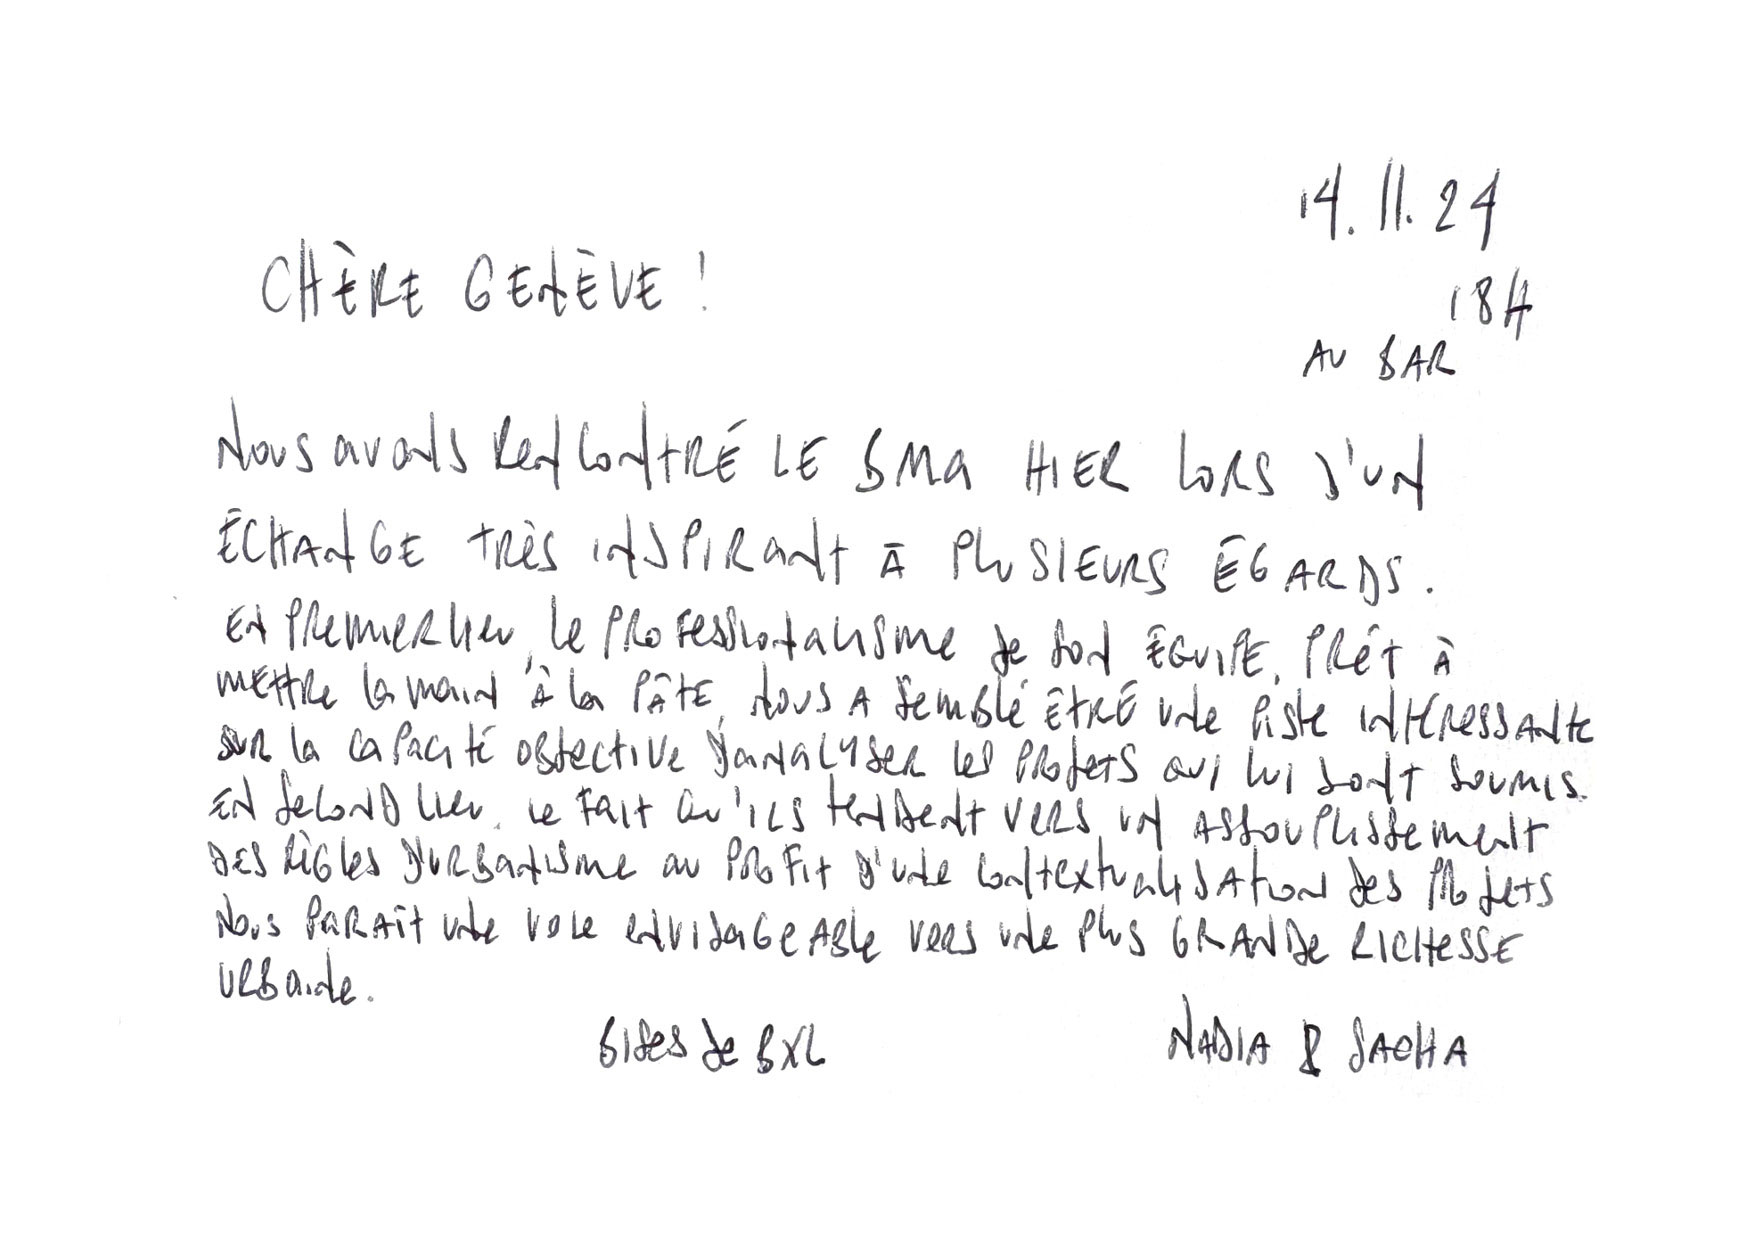 14.11.24
CHÈRE GENÈVE !
18H
AU BAR
Nous avons rencontré le BMA hier lors d'un
échange très inspirant à plusieurs égards.
En premier lieu, le professionalisme de son équipe, prêt à
mettre la main à la pâte, nous a semblé être une piste intéressante
sur la capacité objective d'analyser les projets qui lui sont soumis.
En second lieu, le fait qu'ils tendent vers un assouplissement
des règles d'urbanisme au profit d'une contextualisation des projets
nous paraît une voie envisageable vers une plus grande richesse
urbaine.
Bises de BXL
NADIA & SACHA